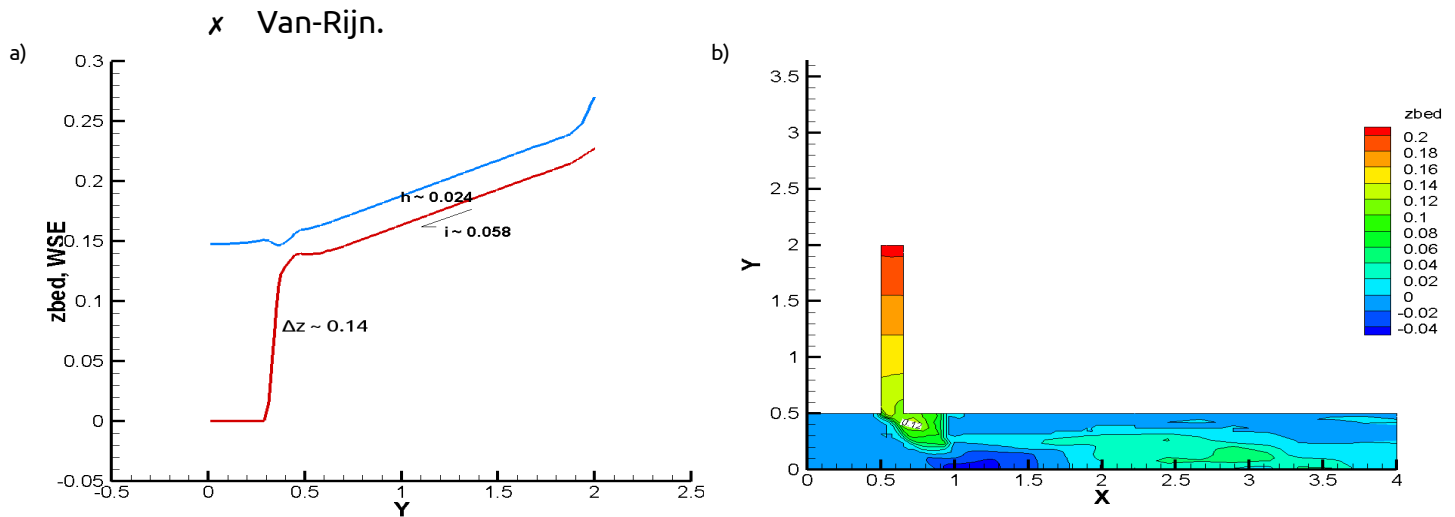 ✗ Van-Rijn.
a)
0.3
0.25
0.2
0.15
0.1
0.05
0
-0.05
zbed, WSE
h ~ 0.024
i ~ 0.058
Δz ~ 0.14
-0.5 0 0.5 1 1.5 2 2.5
Y
b)
3.5
3
2.5
2
1.5
1
0.5
0
Y
0.12
0 0.5 1 1.5 2 2.5 3 3.5 4
X
zbed
0.2
0.18
0.16
0.14
0.12
0.1
0.08
0.06
0.04
0.02
0
-0.02
-0.04